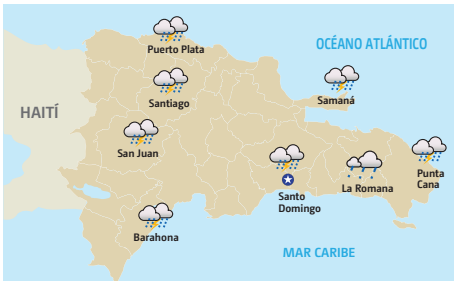 Puerto Plata
OCÉANO ATLÁNTICO
Santiago
Samaná
HAITÍ
San Juan
Punta
Cana
La Romana
Santo
Domingo
Barahona
MAR CARIBE